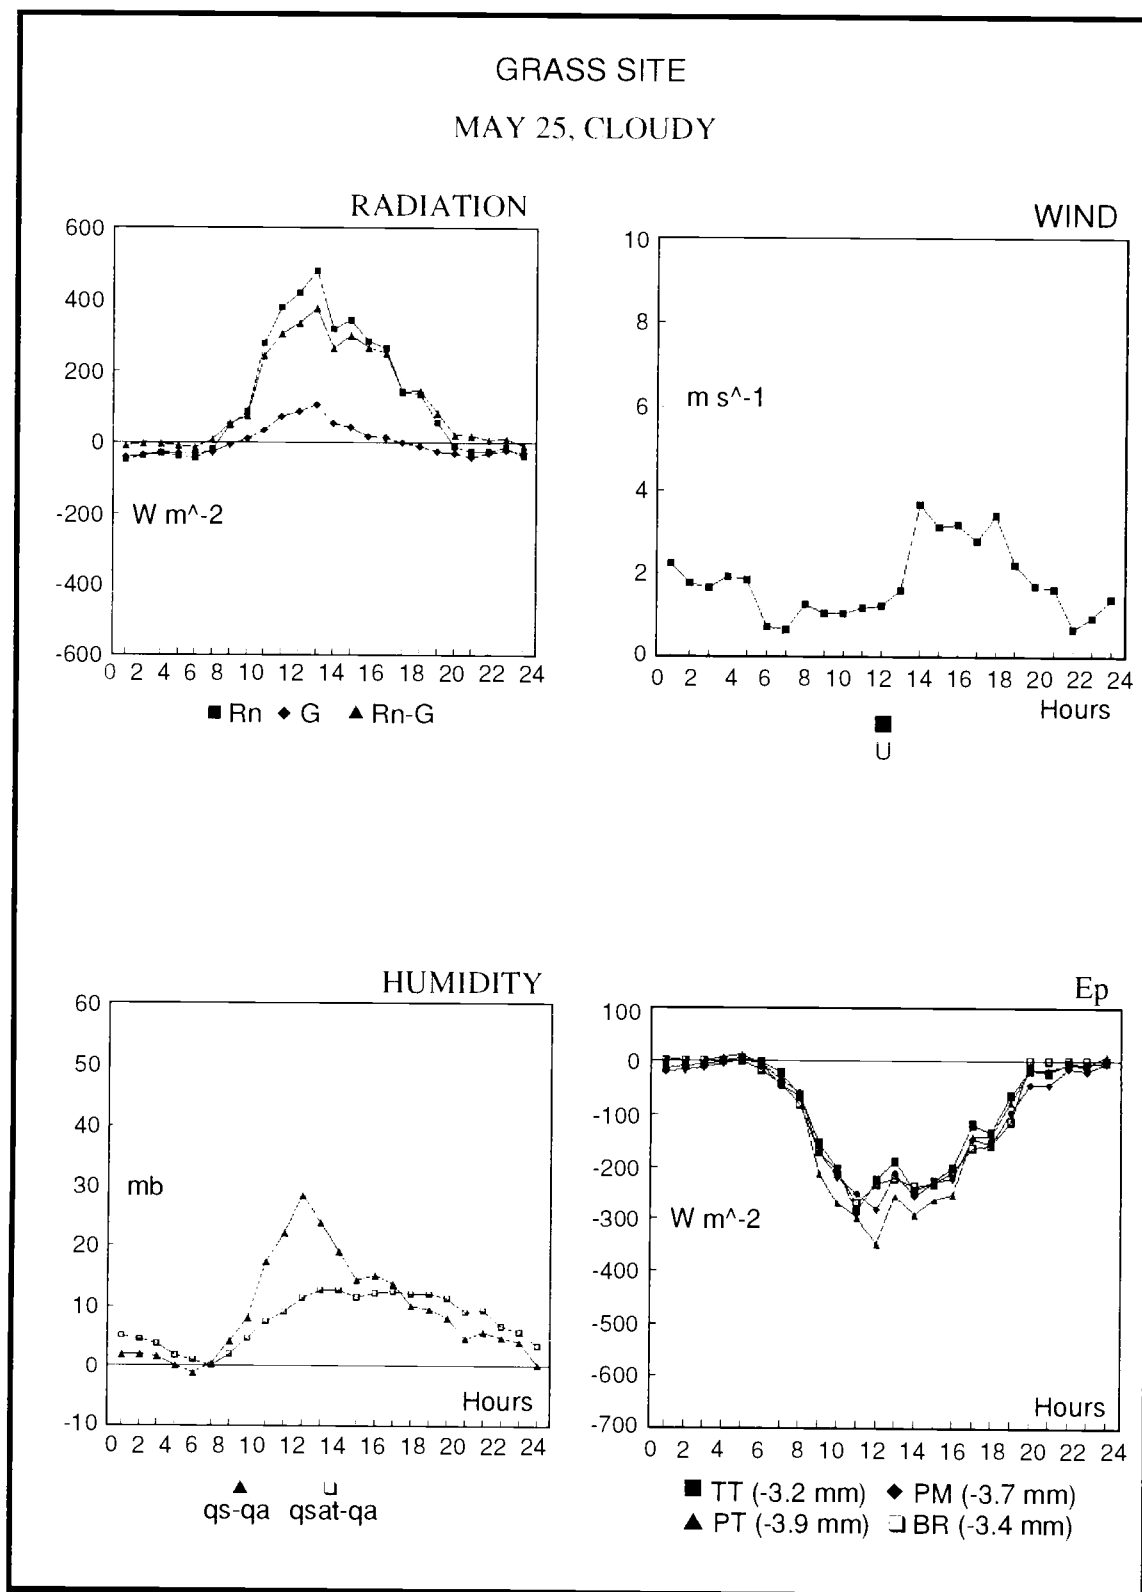 GRASS SITE
MAY 25, CLOUDY
RADIATION
600
400
200
0
-200
-400
-600
W m^-2
0 2 4 6 8 10 12 14 16 18 20 22 24
■ Rn ◆ G ▲ Rn-G
WIND
10
8
6
4
2
0
m s^-1
0 2 4 6 8 10 12 14 16 18 20 22 24
Hours
U
HUMIDITY
60
50
40
30
20
10
0
-10
mb
Hours
0 2 4 6 8 10 12 14 16 18 20 22 24
qs-qa qsat-qa
Ep
100
0
-100
-200
-300
-400
-500
-600
-700
W m^-2
Hours
0 2 4 6 8 10 12 14 16 18 20 22 24
■ TT (-3.2 mm) ◆ PM (-3.7 mm)
▲ PT (-3.9 mm) □ BR (-3.4 mm)